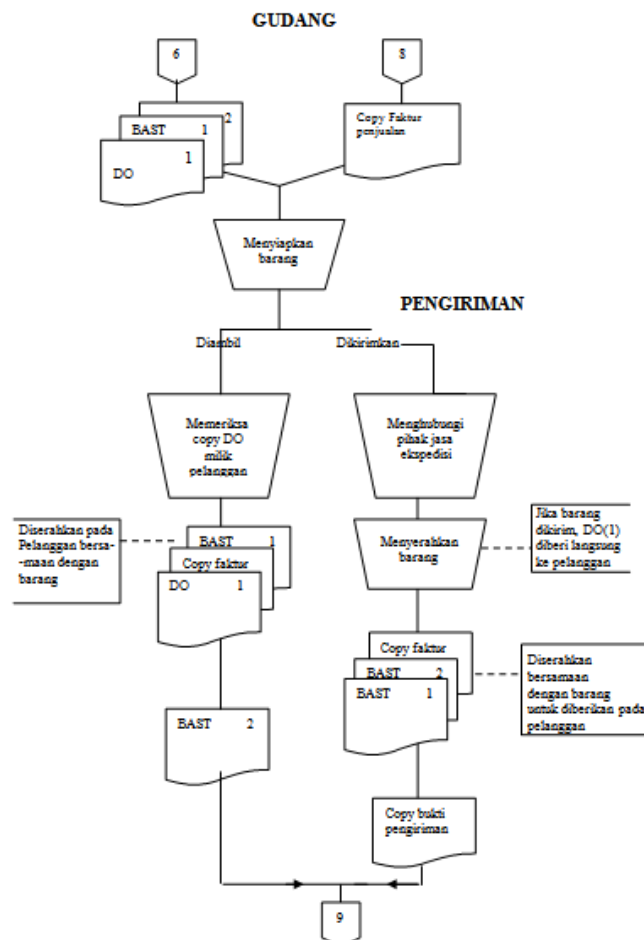 GUDANG
6
8
2
BAST 1
1
DO
Copy Faktur
penjualan
Menyiapkan
barang
PENGIRIMAN
Diambil
Dikirimkan
Memeriksa
copy DO
milik
pelanggan
Menghubungi
pihak jasa
ekspedisi
Diserahkan pada
Pelanggan bersa-
-maan dengan
barang
BAST 1
Copy faktur
DO 1
Menyerahkan
barang
Jika barang
dikirim, DO(1)
diberi langsung
ke pelanggan
Copy faktur
BAST 2
BAST 1
Diserahkan
bersamaan
dengan barang
untuk diberikan pada
pelanggan
BAST 2
Copy bukti
pengiriman
9